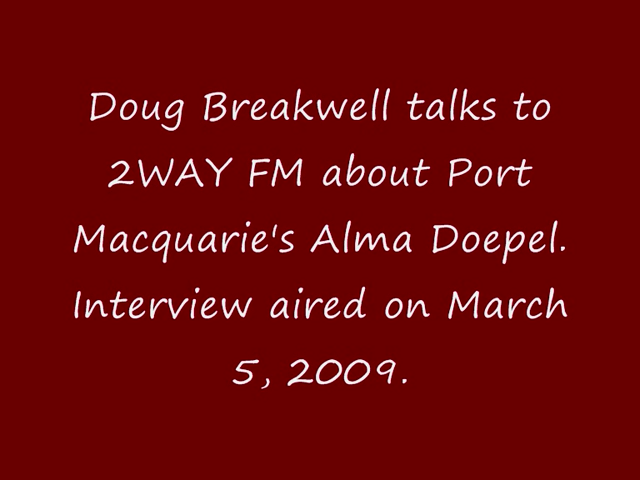 Doug Breakwell talks to
2WAY FM about Port
Macquarie's Alma Doepel.
Interview aired on March
5, 2009.